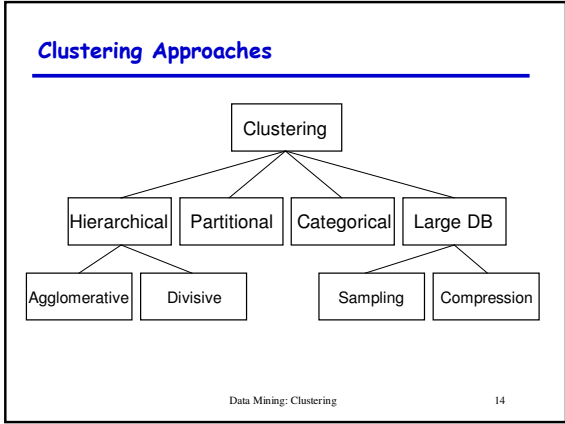 Clustering Approaches
Clustering
Hierarchical Partitional Categorical Large DB
Agglomerative Divisive Sampling Compression
Data Mining: Clustering 14